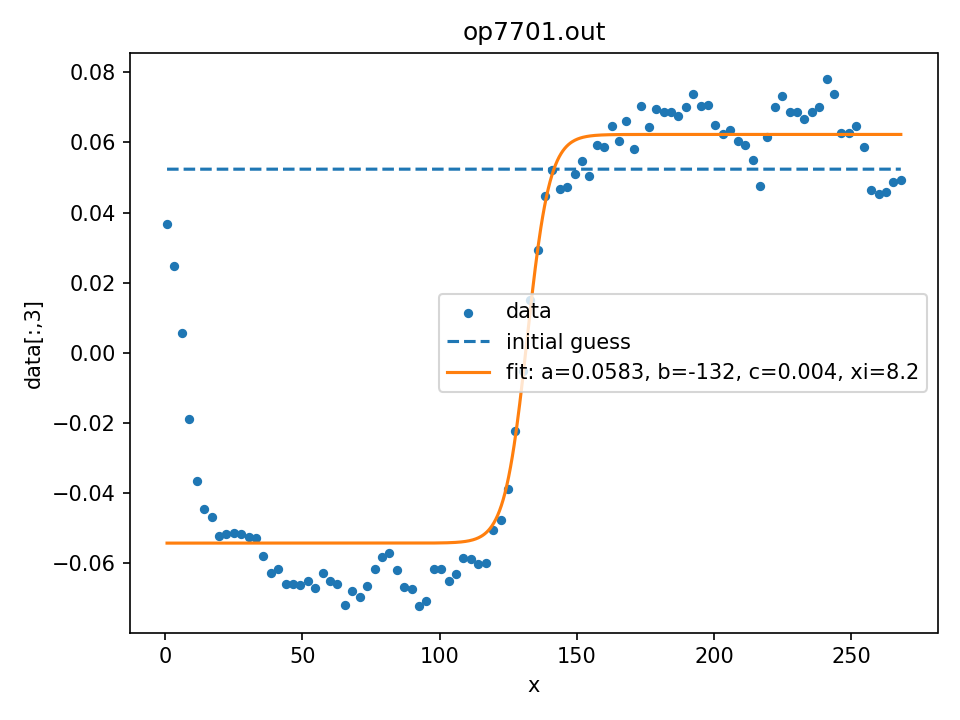 op7701.out
0.08
0.06
0.04
0.02
0.00
−0.02
−0.04
−0.06
data[:,3]
data
initial guess
fit: a=0.0583, b=-132, c=0.004, xi=8.2
0 50 100 150 200 250
x